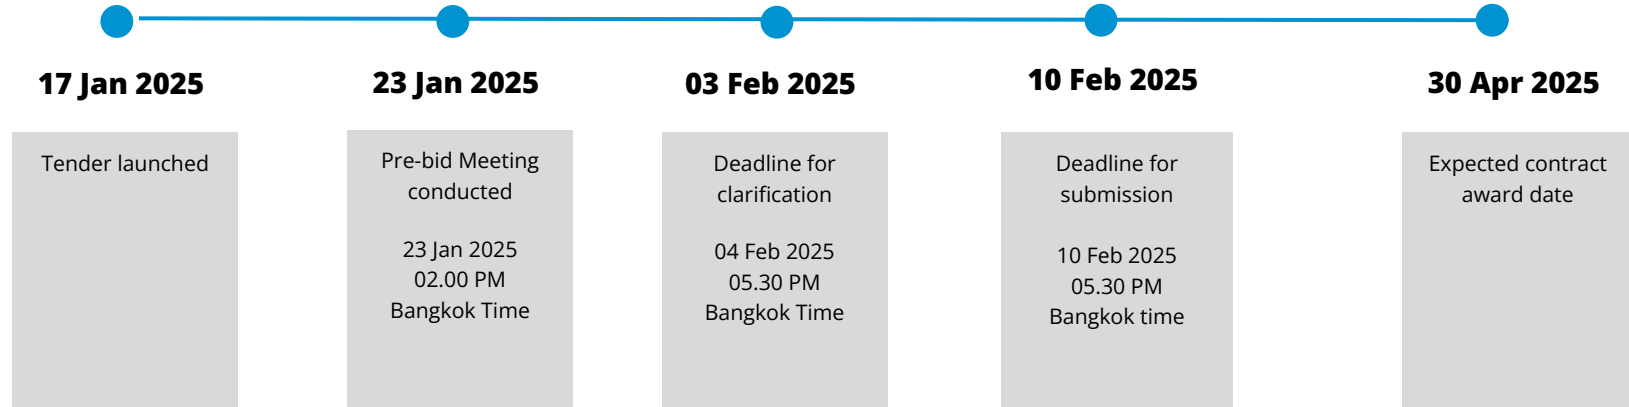 17 Jan 2025
23 Jan 2025
03 Feb 2025
10 Feb 2025
30 Apr 2025
Tender launched
Pre-bid Meeting
conducted
23 Jan 2025
02.00 PM
Bangkok Time
Deadline for
clarification
04 Feb 2025
05.30 PM
Bangkok Time
Deadline for
submission
10 Feb 2025
05.30 PM
Bangkok time
Expected contract
award date